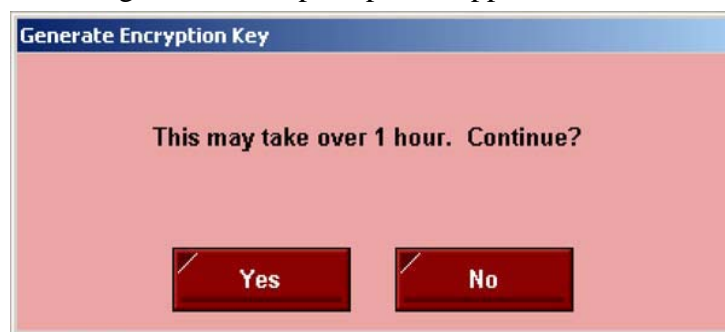 Generate Encryption Key
This may take over 1 hour.  Continue?
Yes
No